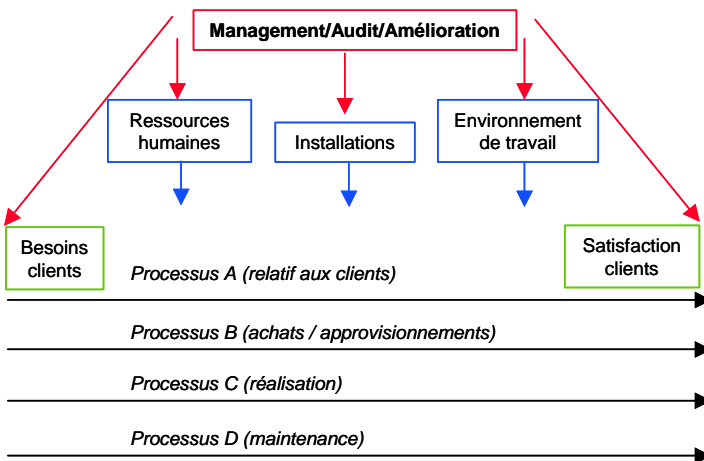 Management/Audit/Amélioration
Ressources
humaines
Installations
Environnement
de travail
Besoins
clients
Satisfaction
clients
Processus A (relatif aux clients)
Processus B (achats / approvisionnements)
Processus C (réalisation)
Processus D (maintenance)